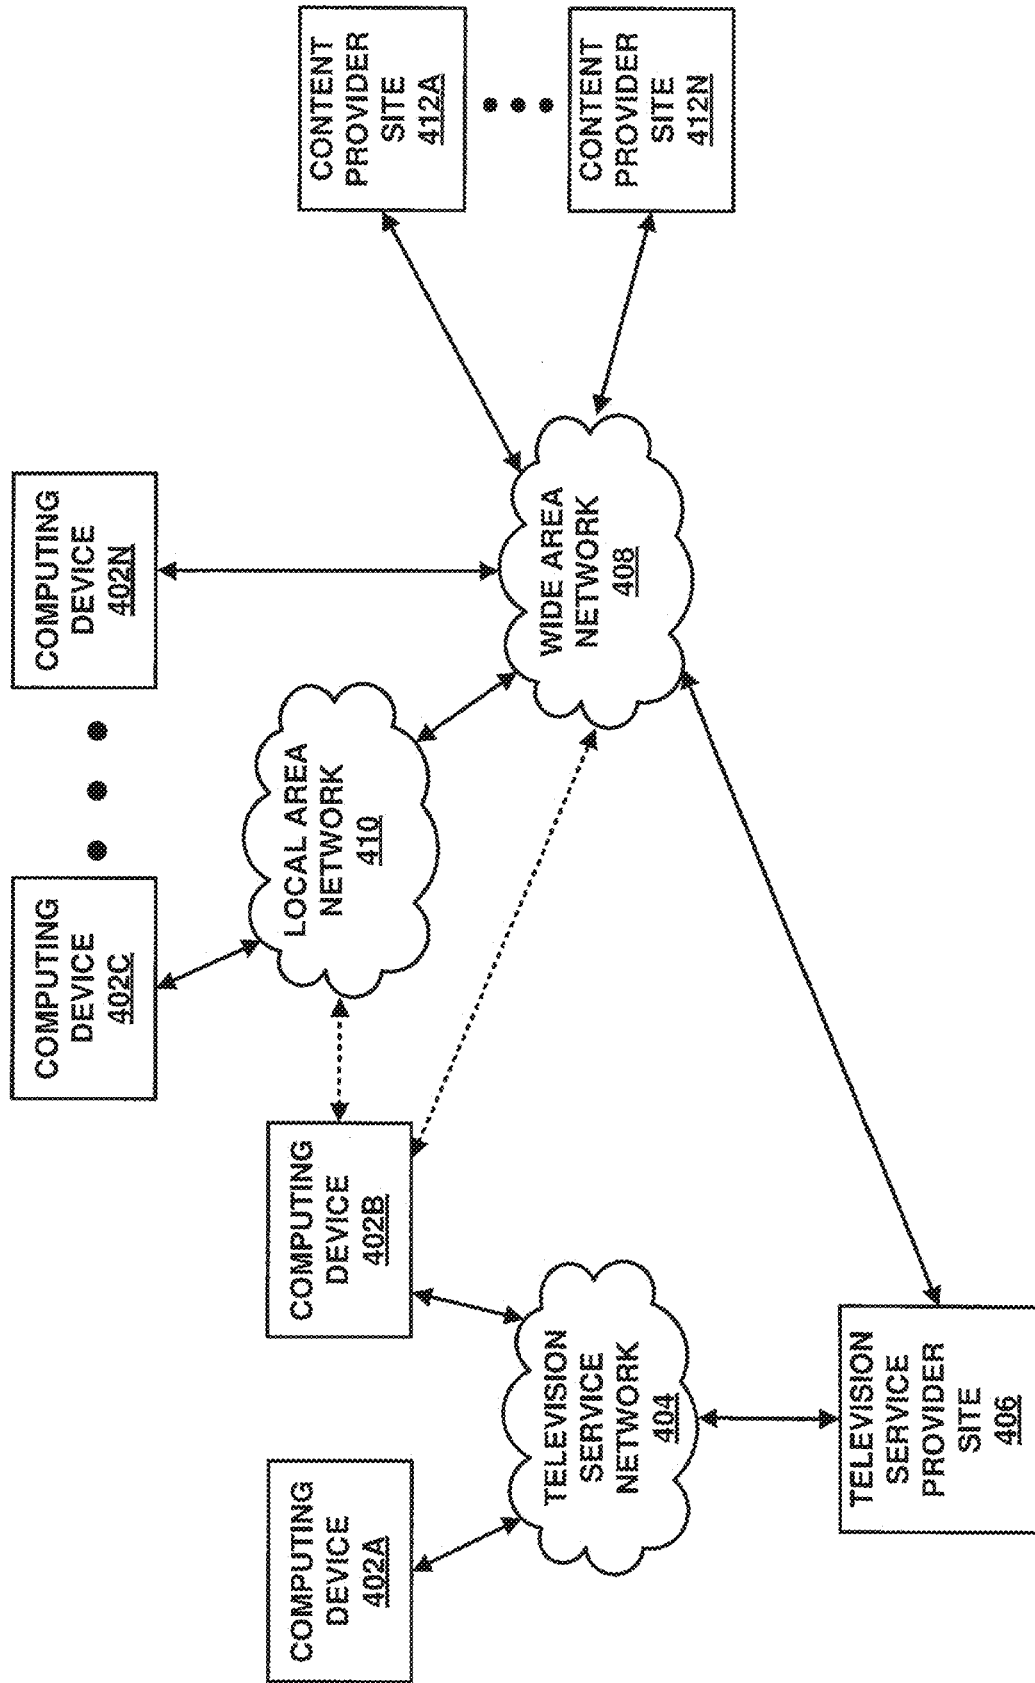 COMPUTING
DEVICE
402A
COMPUTING
DEVICE
402B
COMPUTING
DEVICE
402C
COMPUTING
DEVICE
402N
LOCAL AREA
NETWORK
410
TELEVISION
SERVICE
NETWORK
404
WIDE AREA
NETWORK
408
CONTENT
PROVIDER
SITE
412A
CONTENT
PROVIDER
SITE
412N
TELEVISION
SERVICE
PROVIDER
SITE
406